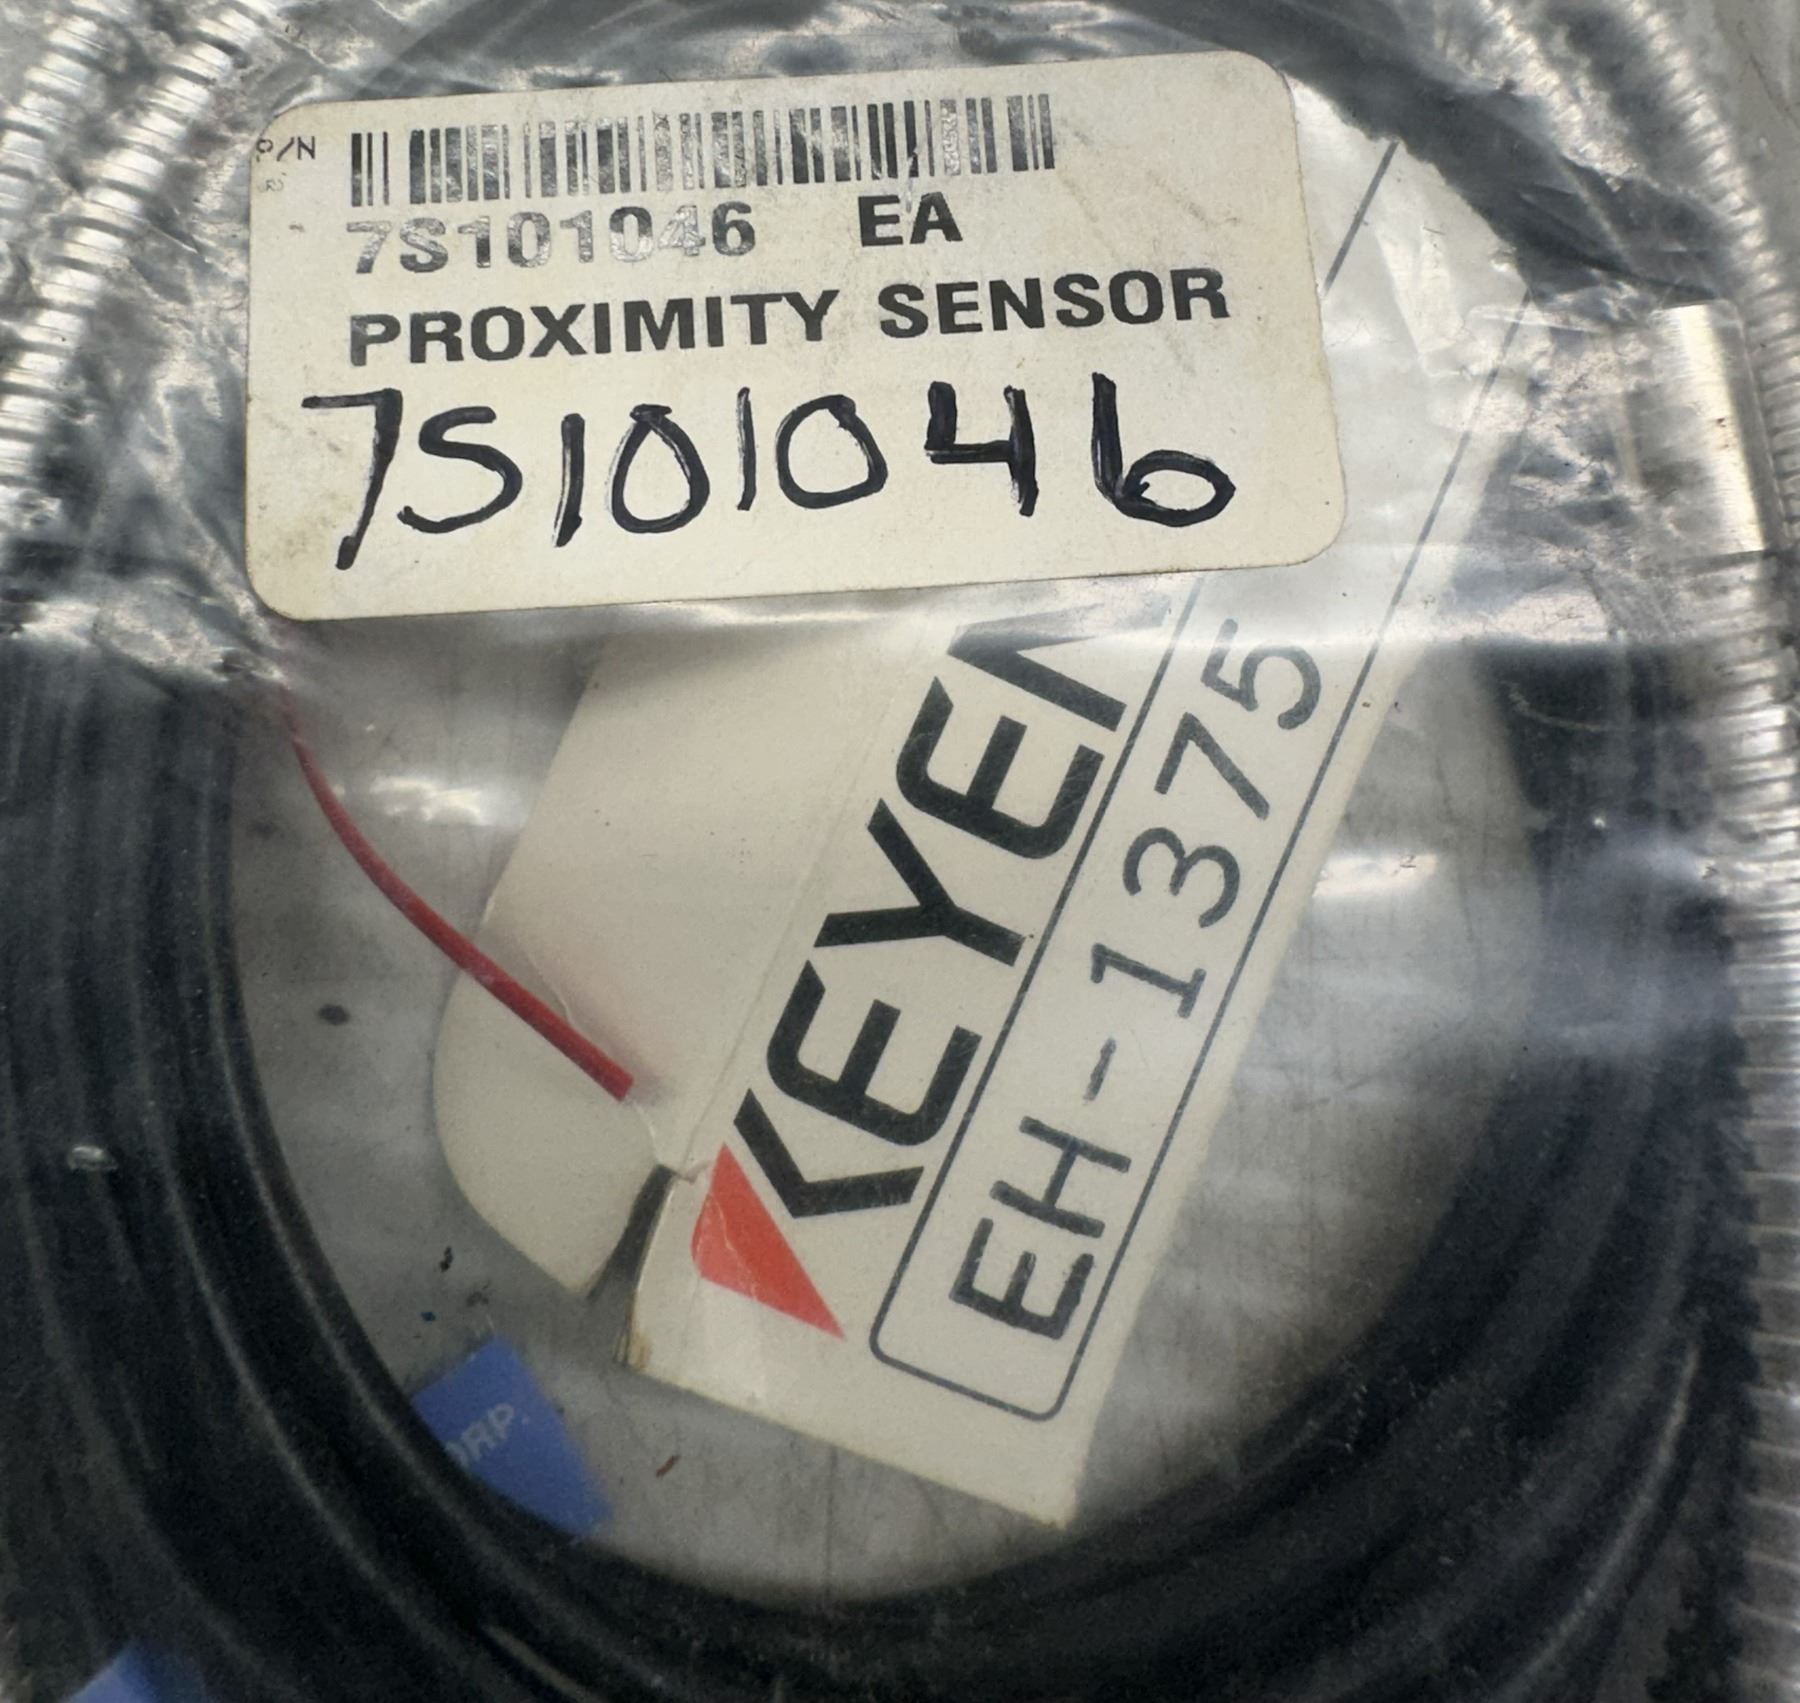 P/N
7S101046 EA
PROXIMITY SENSOR
7S101046
KEYEN
EH-1375
ORP.